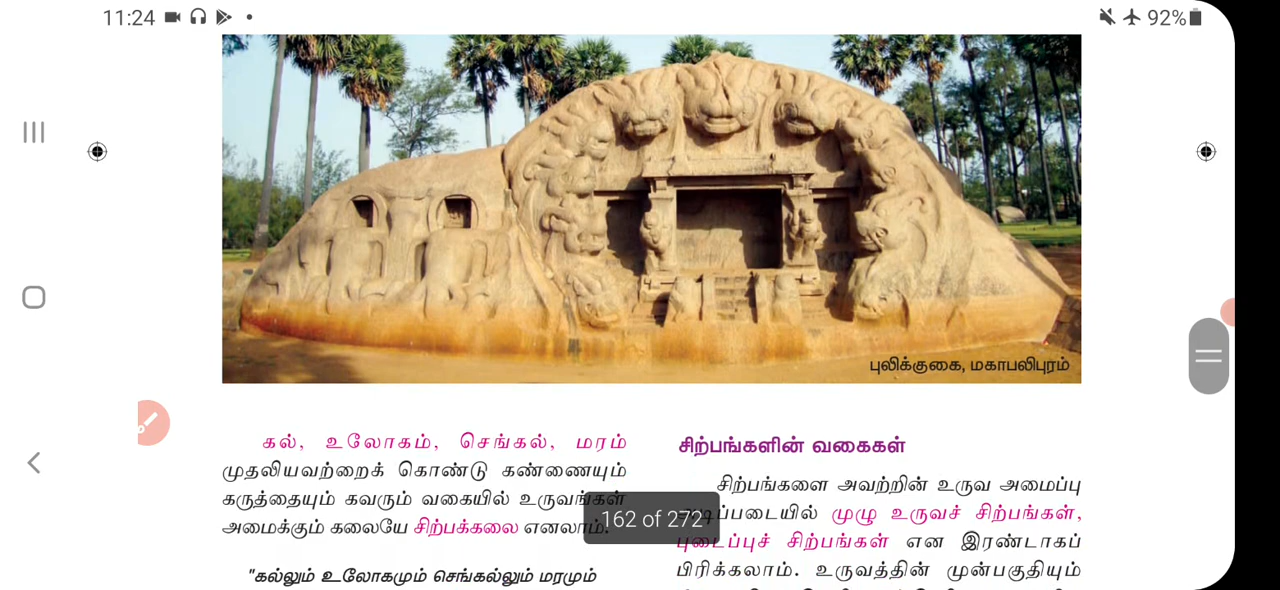 11:24
92%
புலிக்குகை, மகாபலிபுரம்
கல், உலோகம், செங்கல், மரம்
முதலியவற்றைக் கொண்டு கண்ணையும்
கருத்தையும் கவரும் வகையில் உருவங்கள்
அமைக்கும் கலையே சிற்பக்கலை எனலாம்.
"கல்லும் உலோகமும் செங்கல்லும் மரமும்
162 of 272
சிற்பங்களின் வகைகள்
சிற்பங்களை அவற்றின் உருவ அமைப்பு
அடிப்படையில் முழு உருவச் சிற்பங்கள்,
புடைப்புச் சிற்பங்கள் என இரண்டாகப்
பிரிக்கலாம். உருவத்தின் முன்பகுதியும்